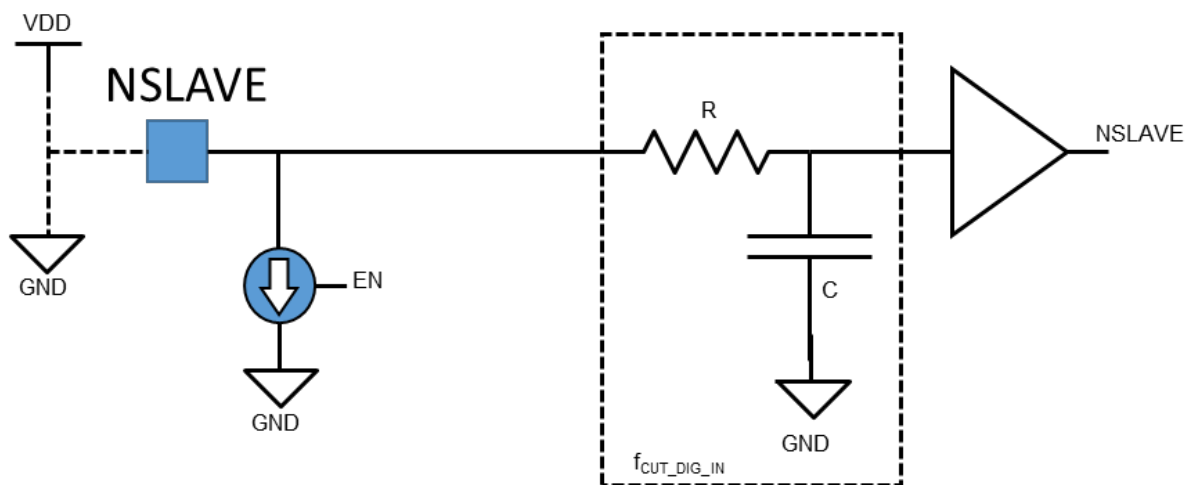 VDD
NSLAVE
R
NSLAVE
GND
EN
C
GND
GND
fCUT_DIG_IN